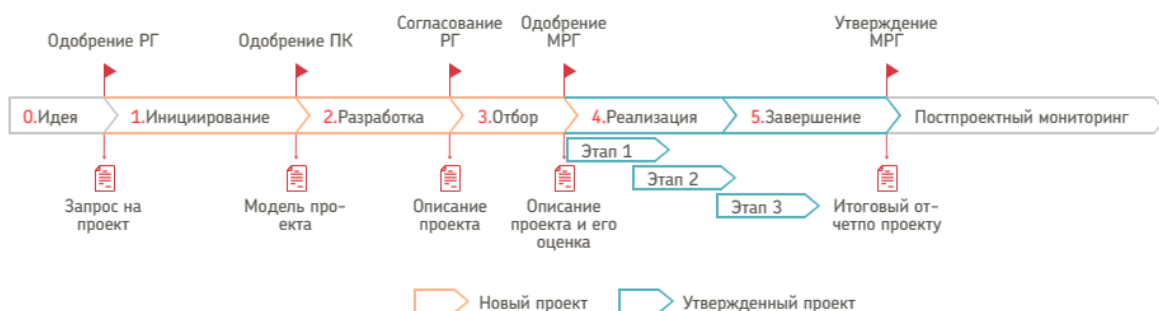 Одобрение РГ
Одобрение ПК
Согласование
РГ
Одобрение
МРГ
Утверждение
МРГ
0.Идея
1.Инициирование
2.Разработка
3.Отбор
4.Реализация
5.Завершение
Постпроектный мониторинг
Этап 1
Этап 2
Этап 3
Запрос на
проект
Модель про-
екта
Описание
проекта
Описание
проекта и его
оценка
Итоговый от-
четпо проекту
Новый проект
Утвержденный проект